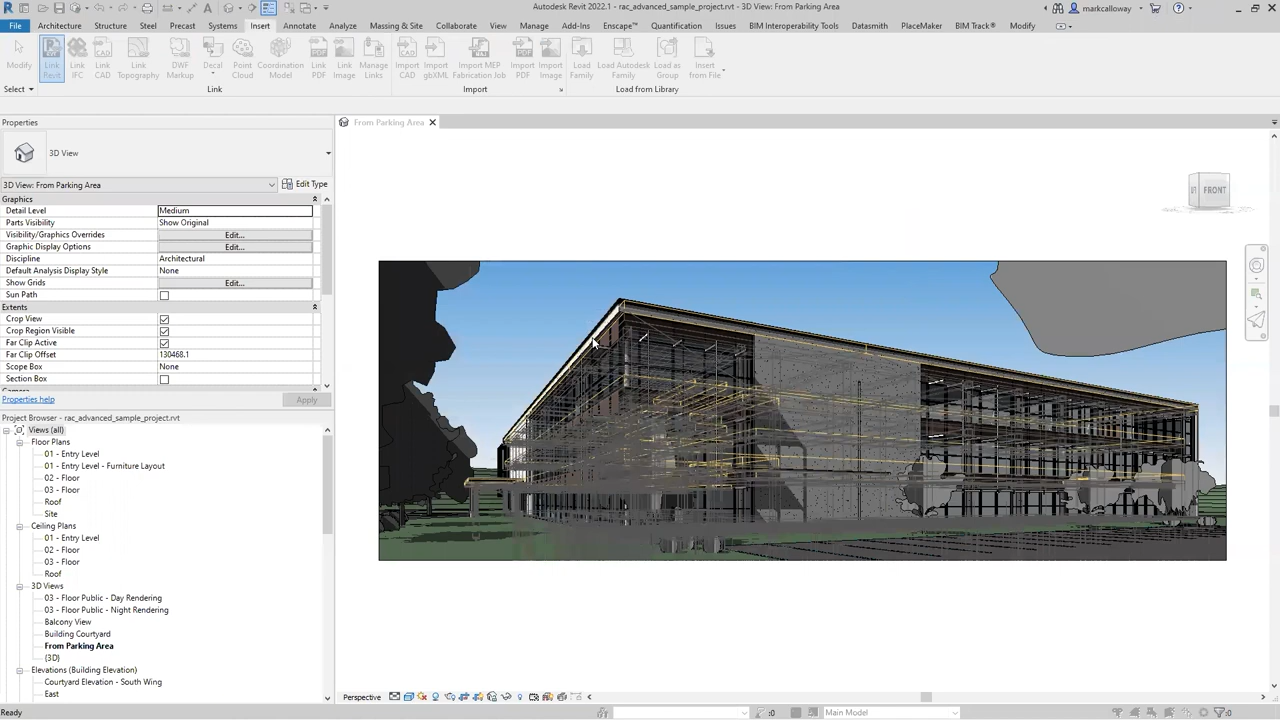 Autodesk Revit 2022.1 - rac_advanced_sample_project.rvt - 3D View: From Parking Area
markcalloway
File Architecture Structure Steel Precast Systems Insert Annotate Analyze Massing & Site Collaborate View Manage Add-Ins Enscape™ Quantification Issues BIM Interoperability Tools Datasmith PlaceMaker BIM Track Modify
Modify Link Revit Link IFC Link CAD Link Topography DWF Markup Decal Point Cloud Coordination Model Link PDF Link Image Manage Links Import CAD Import gbXML Import MEP Fabrication Job Import PDF Import Image Load Family Load Autodesk Family Load as Group Insert from File
Select Link Import Load from Library
Properties
From Parking Area
3D View
3D View: From Parking Area
Edit Type
Graphics
Detail Level Medium
Parts Visibility Show Original
Visibility/Graphics Overrides Edit...
Graphic Display Options Edit...
Discipline Architectural
Default Analysis Display Style None
Show Grids Edit...
Sun Path
Extents
Crop View
Crop Region Visible
Far Clip Active
Far Clip Offset 130468.1
Scope Box None
Section Box
Properties help
Apply
Project Browser - rac_advanced_sample_project.rvt
Views (all)
Floor Plans
01 - Entry Level
01 - Entry Level - Furniture Layout
02 - Floor
03 - Floor
Roof
Site
Ceiling Plans
01 - Entry Level
02 - Floor
03 - Floor
Roof
3D Views
03 - Floor Public - Day Rendering
03 - Floor Public - Night Rendering
Balcony View
Building Courtyard
From Parking Area
{3D}
Elevations (Building Elevation)
Courtyard Elevation - South Wing
East
FRONT
Perspective
Ready
:0
Main Model
:0